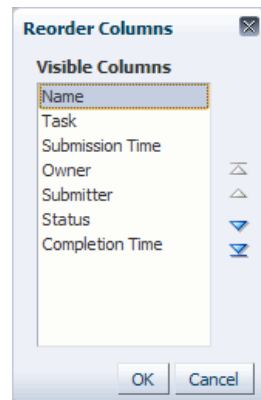 Reorder Columns
Visible Columns
Name
Task
Submission Time
Owner
Submitter
Status
Completion Time
OK
Cancel